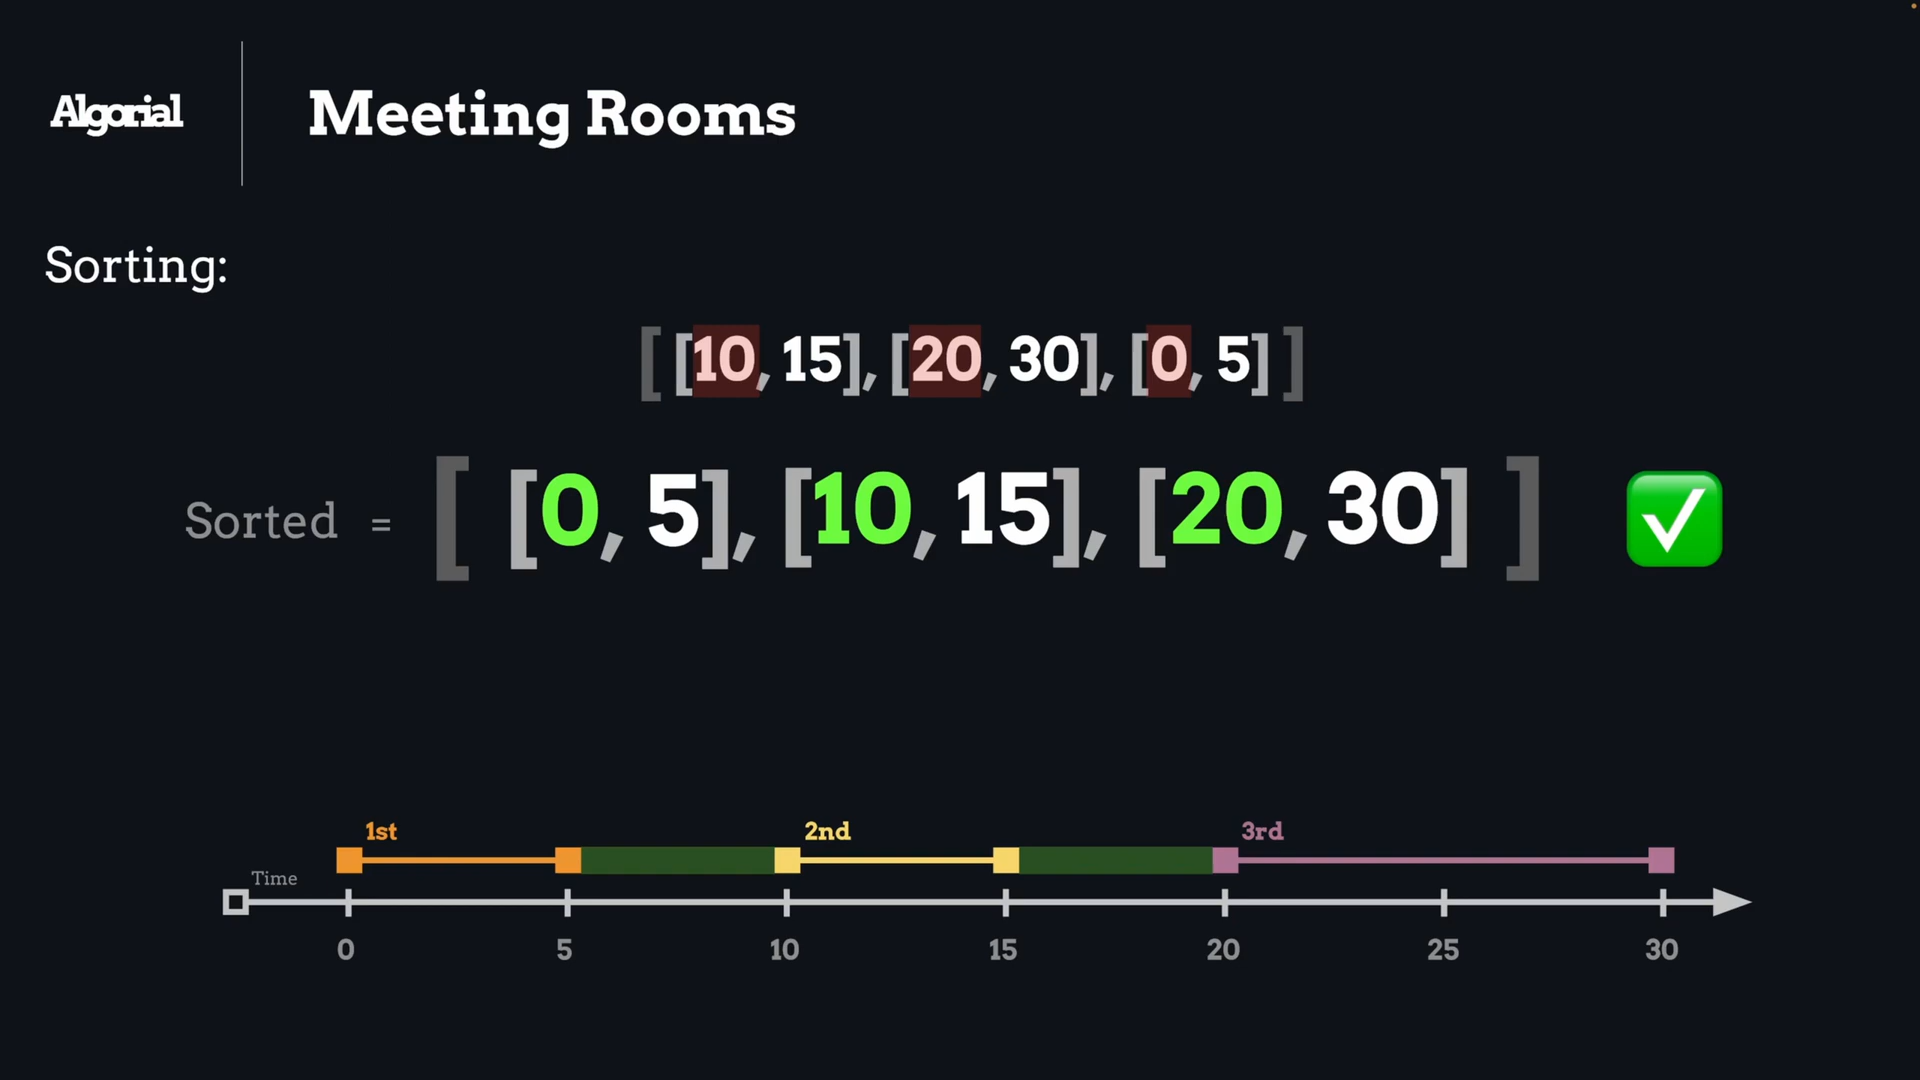 Algorial
Meeting Rooms
Sorting:
[ [10, 15], [20, 30], [0, 5] ]
Sorted = [ [0, 5], [10, 15], [20, 30] ]
1st 2nd 3rd
Time
0 5 10 15 20 25 30